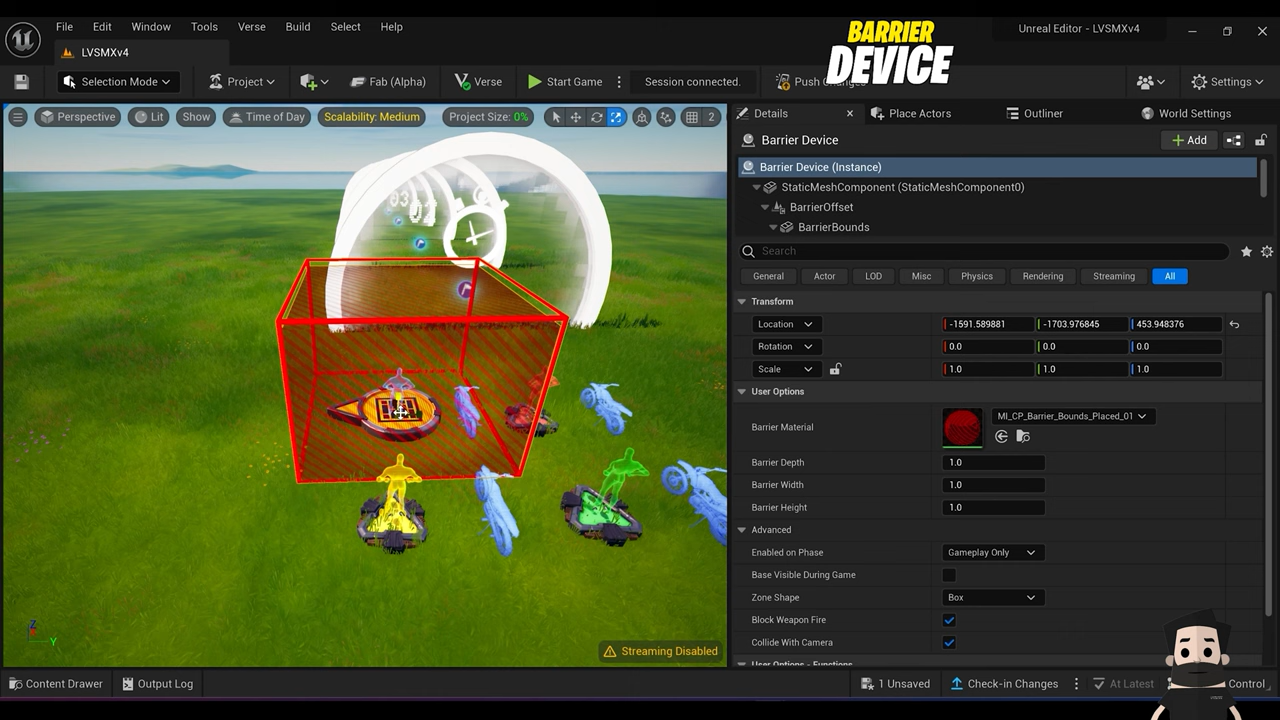 File Edit Window Tools Verse Build Select Help
BARRIER
DEVICE
Unreal Editor - LVSMXv4
LVSMXv4
Selection Mode Project Fab (Alpha) Verse Start Game Session connected. Settings
Perspective Lit Show Time of Day Scalability: Medium Project Size: 0% 2
Details Place Actors Outliner World Settings
Barrier Device
Add
Barrier Device (Instance)
StaticMeshComponent (StaticMeshComponent0)
BarrierOffset
BarrierBounds
Search
General Actor LOD Misc Physics Rendering Streaming All
Transform
Location -1591.589881 -1703.976845 453.948376
Rotation 0.0 0.0 0.0
Scale 1.0 1.0 1.0
User Options
Barrier Material MI_CP_Barrier_Bounds_Placed_01
Barrier Depth 1.0
Barrier Width 1.0
Barrier Height 1.0
Advanced
Enabled on Phase Gameplay Only
Base Visible During Game
Zone Shape Box
Block Weapon Fire
Collide With Camera
User Options - Functions
Z
Y
Streaming Disabled
Content Drawer Output Log 1 Unsaved Check-in Changes At Latest Control